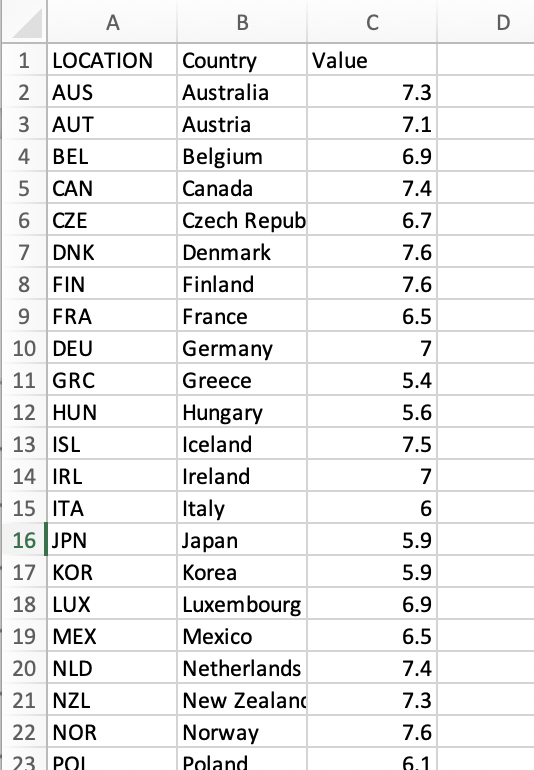 A B C D
1 LOCATION Country Value
2 AUS Australia 7.3
3 AUT Austria 7.1
4 BEL Belgium 6.9
5 CAN Canada 7.4
6 CZE Czech Repub 6.7
7 DNK Denmark 7.6
8 FIN Finland 7.6
9 FRA France 6.5
10 DEU Germany 7
11 GRC Greece 5.4
12 HUN Hungary 5.6
13 ISL Iceland 7.5
14 IRL Ireland 7
15 ITA Italy 6
16 JPN Japan 5.9
17 KOR Korea 5.9
18 LUX Luxembourg 6.9
19 MEX Mexico 6.5
20 NLD Netherlands 7.4
21 NZL New Zealand 7.3
22 NOR Norway 7.6
23 POL Poland 6.1